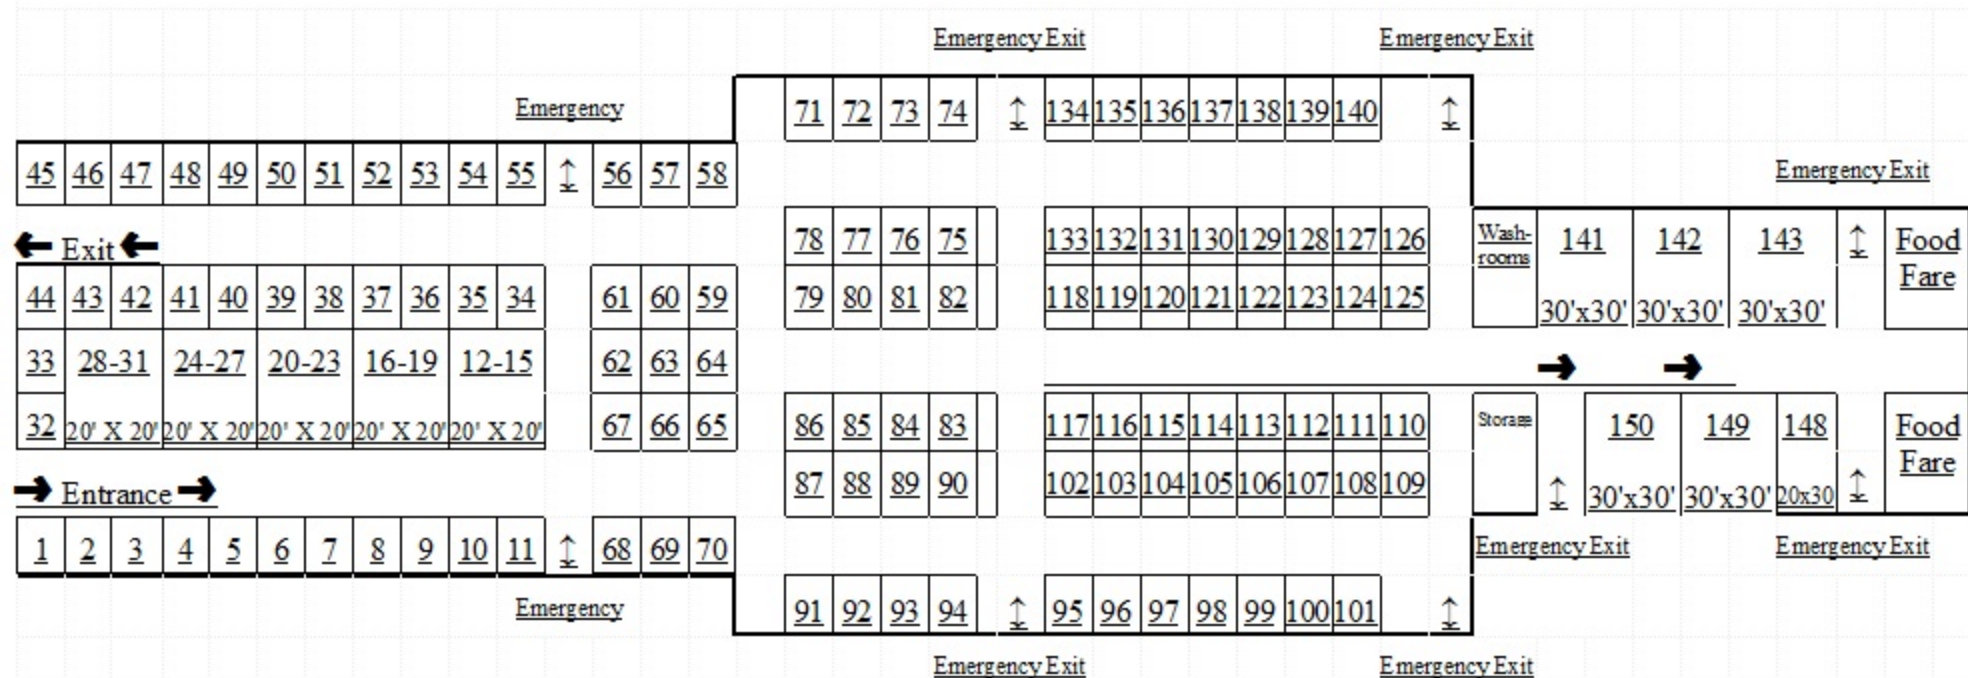 Emergency Exit Emergency Exit
Emergency 71 72 73 74 ↕ 134 135 136 137 138 139 140 ↕
45 46 47 48 49 50 51 52 53 54 55 ↕ 56 57 58 Emergency Exit
← Exit ← 78 77 76 75 133 132 131 130 129 128 127 126 Wash- 141 142 143 ↕ Food
rooms Fare
44 43 42 41 40 39 38 37 36 35 34 61 60 59 79 80 81 82 118 119 120 121 122 123 124 125 30'x30' 30'x30' 30'x30'
33 28-31 24-27 20-23 16-19 12-15 62 63 64 → →
32 20' X 20' 20' X 20' 20' X 20' 20' X 20' 20' X 20' 67 66 65 86 85 84 83 117 116 115 114 113 112 111 110 Storage 150 149 148 Food
Fare
→ Entrance → 87 88 89 90 102 103 104 105 106 107 108 109 ↕ 30'x30' 30'x30' 20x30 ↕
1 2 3 4 5 6 7 8 9 10 11 ↕ 68 69 70 Emergency Exit Emergency Exit
Emergency 91 92 93 94 ↕ 95 96 97 98 99 100 101 ↕
Emergency Exit Emergency Exit